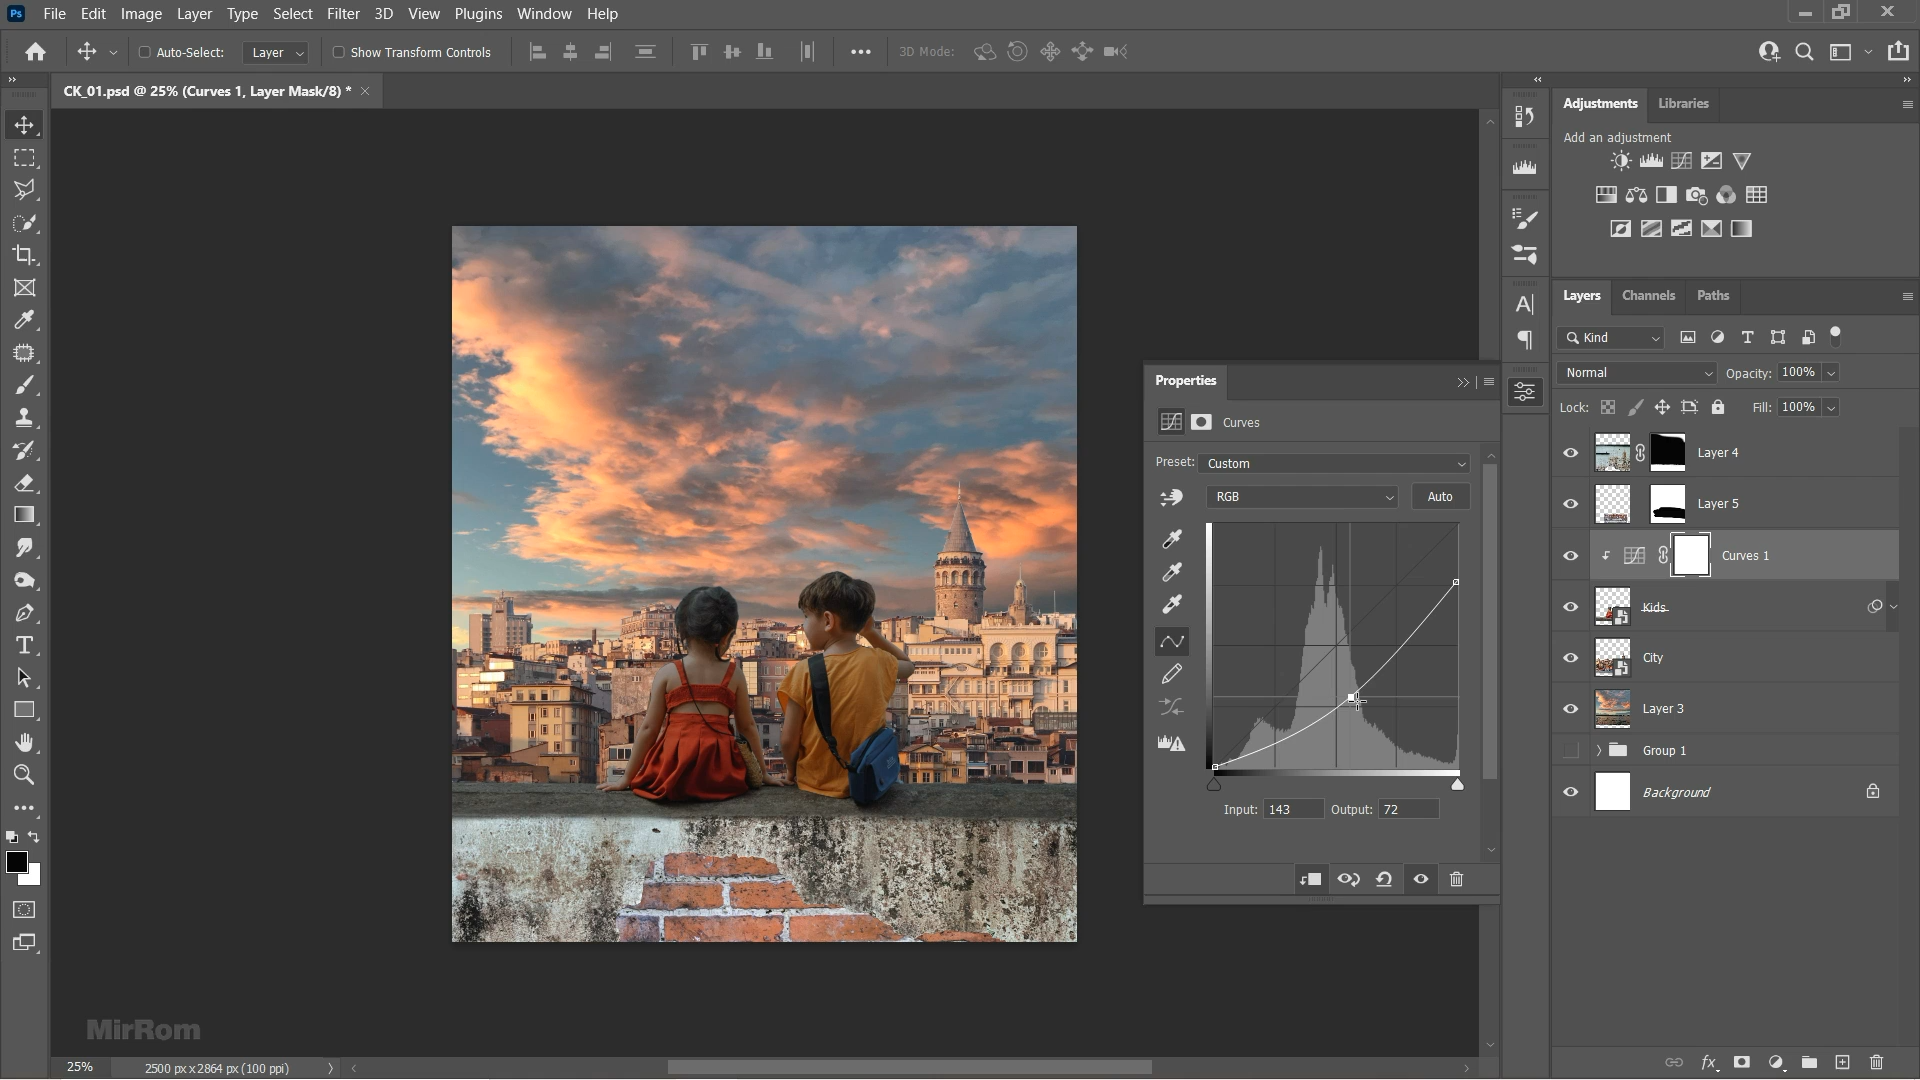 Ps File Edit Image Layer Type Select Filter 3D View Plugins Window Help
Auto-Select: Layer Show Transform Controls 3D Mode:
CK_01.psd @ 25% (Curves 1, Layer Mask/8) *
Adjustments Libraries
Add an adjustment
Layers Channels Paths
Kind
Normal Opacity: 100%
Lock: Fill: 100%
Layer 4
Layer 5
Curves 1
Kids
City
Layer 3
Group 1
Background
Properties
Curves
Preset: Custom
RGB Auto
Input: 143 Output: 72
MirRom
25% 2500 px x 2864 px (100 ppi)